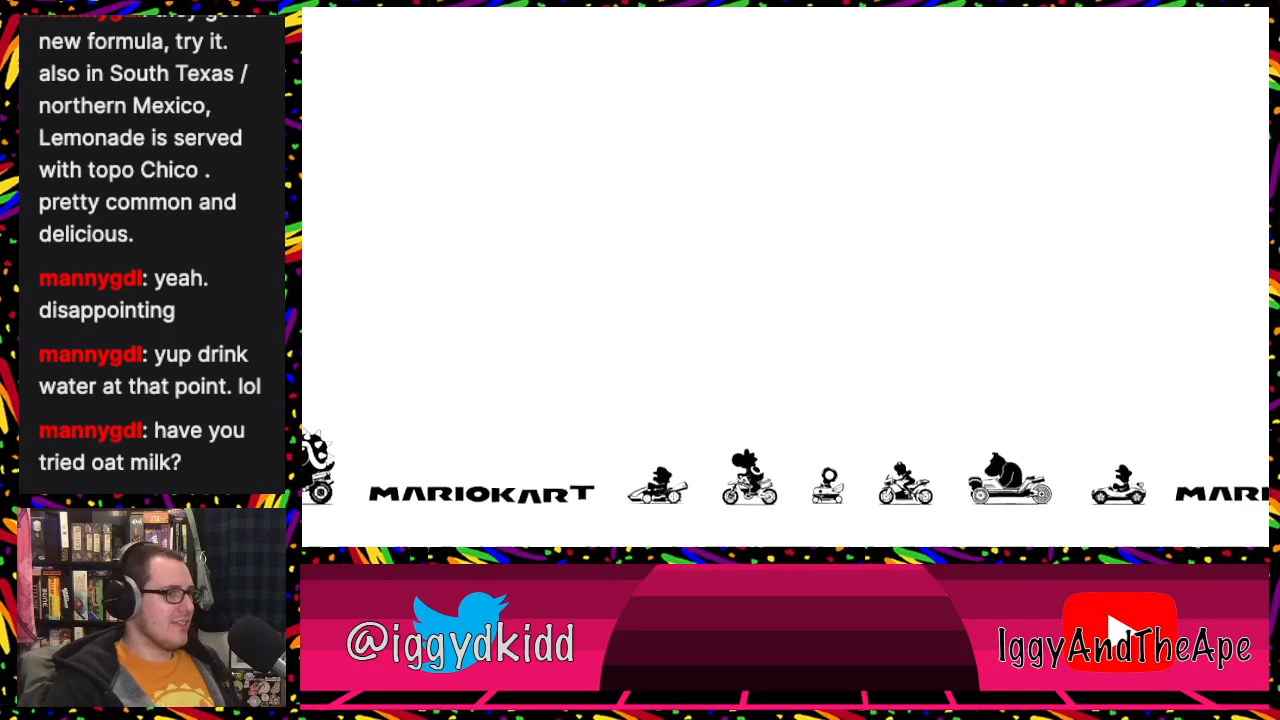 new formula, try it.
also in South Texas /
northern Mexico,
Lemonade is served
with topo Chico .
pretty common and
delicious.
mannygdl: yeah.
disappointing
mannygdl: yup drink
water at that point. lol
mannygdl: have you
tried oat milk?
MARIOKART
MARI
@iggydkidd
IggyAndTheApe